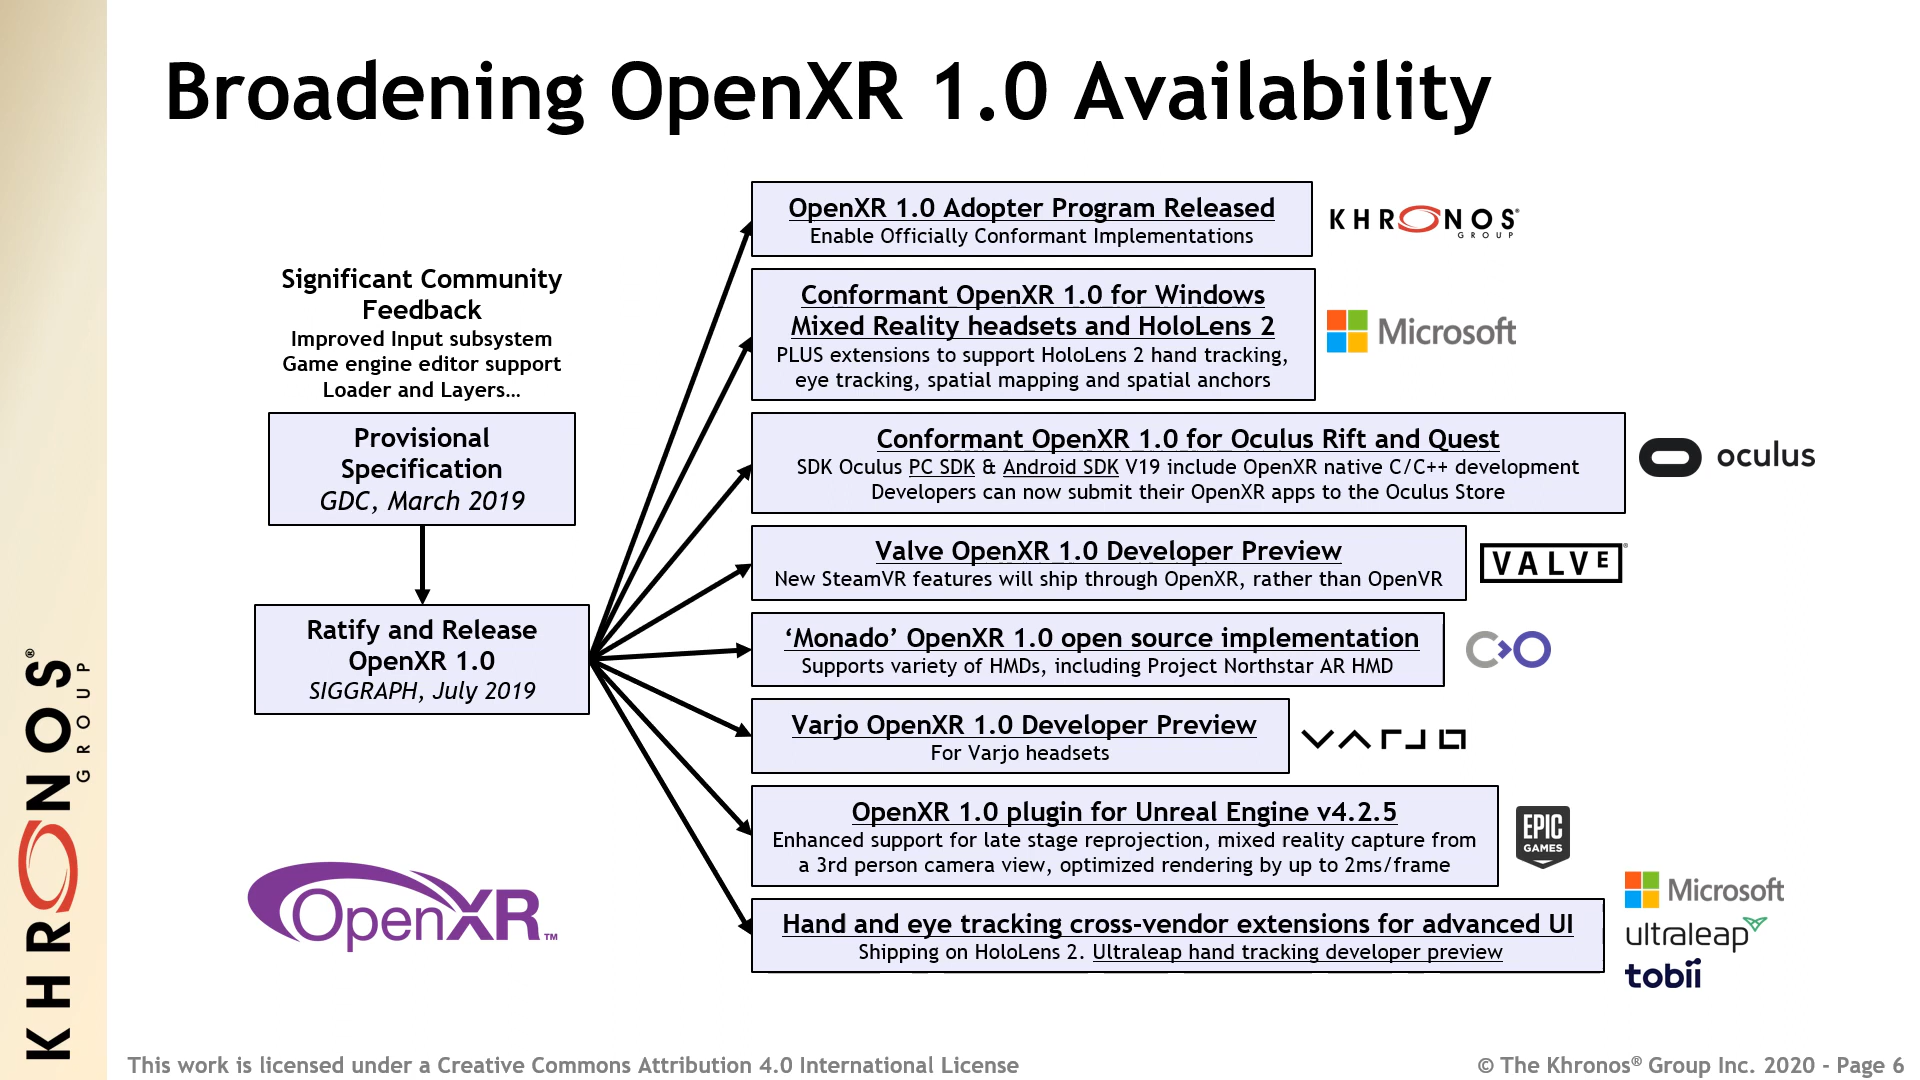 Broadening OpenXR 1.0 Availability
Significant Community
Feedback
Improved Input subsystem
Game engine editor support
Loader and Layers…
Provisional
Specification
GDC, March 2019
Ratify and Release
OpenXR 1.0
SIGGRAPH, July 2019
OpenXR™
OpenXR 1.0 Adopter Program Released
Enable Officially Conformant Implementations
KHRONOS®
GROUP
Conformant OpenXR 1.0 for Windows
Mixed Reality headsets and HoloLens 2
PLUS extensions to support HoloLens 2 hand tracking,
eye tracking, spatial mapping and spatial anchors
Microsoft
Conformant OpenXR 1.0 for Oculus Rift and Quest
SDK Oculus PC SDK & Android SDK V19 include OpenXR native C/C++ development
Developers can now submit their OpenXR apps to the Oculus Store
oculus
Valve OpenXR 1.0 Developer Preview
New SteamVR features will ship through OpenXR, rather than OpenVR
VALVE®
‘Monado’ OpenXR 1.0 open source implementation
Supports variety of HMDs, including Project Northstar AR HMD
Varjo OpenXR 1.0 Developer Preview
For Varjo headsets
VARJO
OpenXR 1.0 plugin for Unreal Engine v4.2.5
Enhanced support for late stage reprojection, mixed reality capture from
a 3rd person camera view, optimized rendering by up to 2ms/frame
EPIC
GAMES
Hand and eye tracking cross-vendor extensions for advanced UI
Shipping on HoloLens 2. Ultraleap hand tracking developer preview
Microsoft
ultraleap
tobii
KHRONOS®
GROUP
This work is licensed under a Creative Commons Attribution 4.0 International License
© The Khronos® Group Inc. 2020 - Page 6